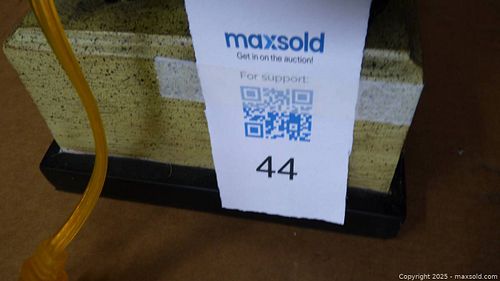 maxsold
Get in on the auction!
For support:
44
Copyright 2025 - maxsold.com